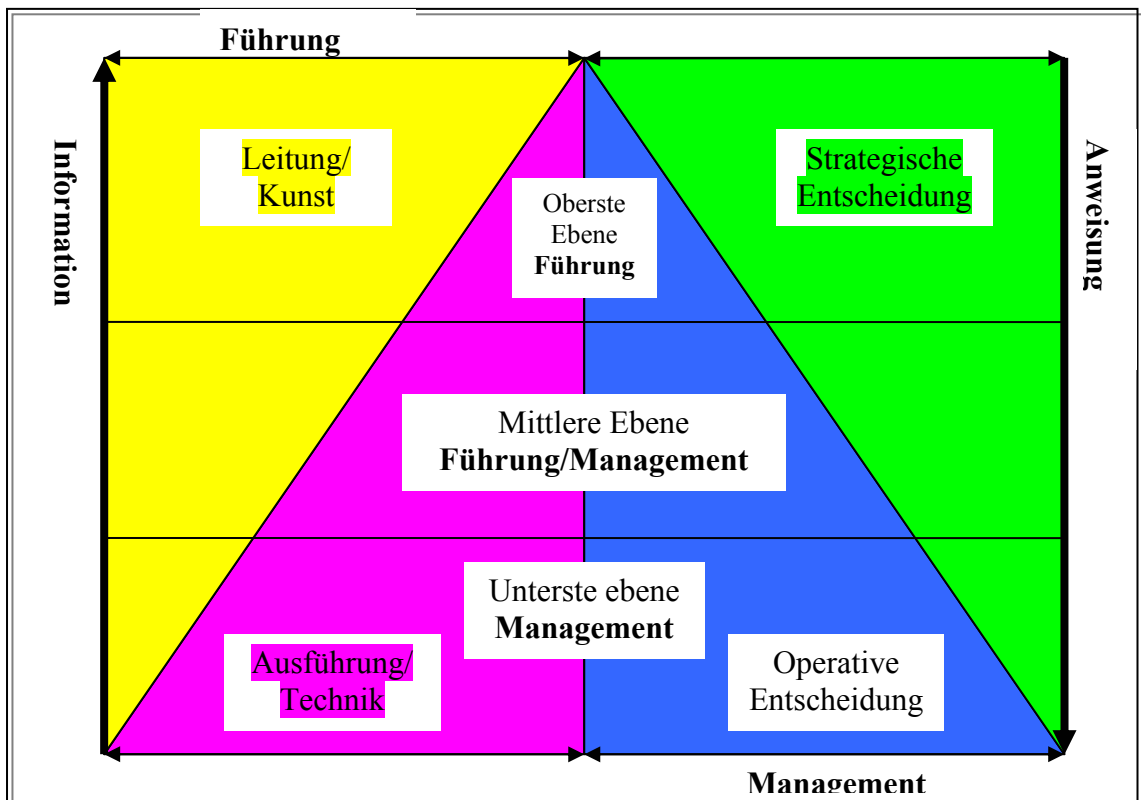 Führung
Information
Leitung/
Kunst
Oberste
Ebene
Führung
Strategische
Entscheidung
Anweisung
Mittlere Ebene
Führung/Management
Unterste ebene
Management
Ausführung/
Technik
Operative
Entscheidung
Management